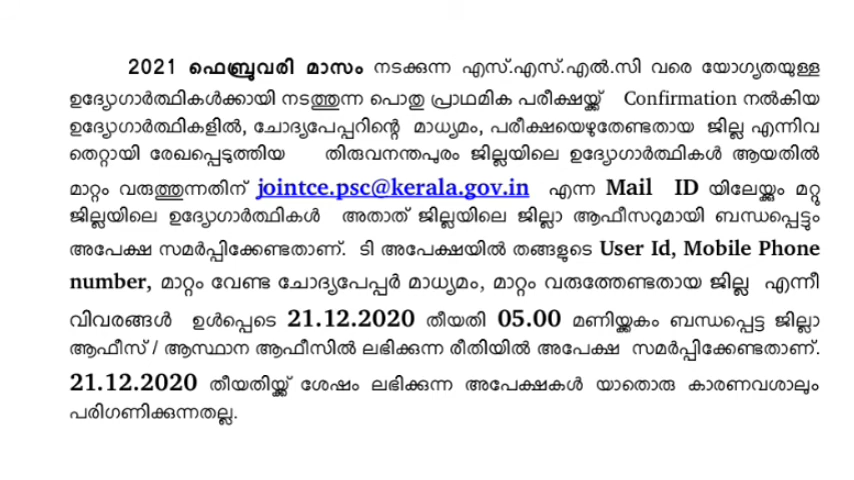 2021 ഫെബ്രുവരി മാസം നടക്കുന്ന എസ്.എസ്.എൽ.സി വരെ യോഗ്യതയുള്ള
ഉദ്യോഗാർത്ഥികൾക്കായി നടത്തുന്ന പൊതു പ്രാഥമിക പരീക്ഷയ്ക്ക് Confirmation നൽകിയ
ഉദ്യോഗാർത്ഥികളിൽ, ചോദ്യപേപ്പറിന്റെ മാധ്യമം, പരീക്ഷയെഴുതേണ്ടതായ ജില്ല എന്നിവ
തെറ്റായി രേഖപ്പെടുത്തിയ തിരുവനന്തപുരം ജില്ലയിലെ ഉദ്യോഗാർത്ഥികൾ ആയതിൽ
മാറ്റം വരുത്തുന്നതിന് jointce.psc@kerala.gov.in എന്ന Mail ID യിലേയ്ക്കും മറ്റു
ജില്ലയിലെ ഉദ്യോഗാർത്ഥികൾ അതാത് ജില്ലയിലെ ജില്ലാ ആഫീസറുമായി ബന്ധപ്പെട്ടും
അപേക്ഷ സമർപ്പിക്കേണ്ടതാണ്. ടി അപേക്ഷയിൽ തങ്ങളുടെ User Id, Mobile Phone
number, മാറ്റം വേണ്ട ചോദ്യപേപ്പർ മാധ്യമം, മാറ്റം വരുത്തേണ്ടതായ ജില്ല എന്നീ
വിവരങ്ങൾ ഉൾപ്പെടെ 21.12.2020 തീയതി 05.00 മണിയ്ക്കകം ബന്ധപ്പെട്ട ജില്ലാ
ആഫീസ് / ആസ്ഥാന ആഫീസിൽ ലഭിക്കുന്ന രീതിയിൽ അപേക്ഷ സമർപ്പിക്കേണ്ടതാണ്.
21.12.2020 തീയതിയ്ക്ക് ശേഷം ലഭിക്കുന്ന അപേക്ഷകൾ യാതൊരു കാരണവശാലും
പരിഗണിക്കുന്നതല്ല.